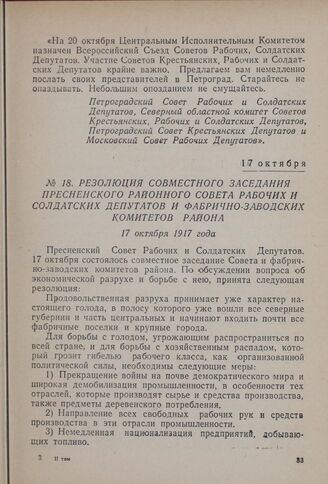 «На 20 октября Центральным Исполнительным Комитетом
назначен Всероссийский Съезд Советов Рабочих, Солдатских
Депутатов. Участие Советов Крестьянских, Рабочих и Солдат-
ских Депутатов крайне важно. Предлагаем вам немедленно
послать своих представителей в Петроград. Старайтесь не
опаздывать. Небольшим опозданием не смущайтесь.
Петроградский Совет Рабочих и Солдатских
Депутатов, Северный областной комитет Советов
Крестьянских, Рабочих и Солдатских Депутатов,
Петроградский Совет Крестьянских Депутатов и
Московский Совет Рабочих Депутатов».
17 октября
№ 18. РЕЗОЛЮЦИЯ СОВМЕСТНОГО ЗАСЕДАНИЯ
ПРЕСНЕНСКОГО РАЙОННОГО СОВЕТА РАБОЧИХ И
СОЛДАТСКИХ ДЕПУТАТОВ И ФАБРИЧНО-ЗАВОДСКИХ
КОМИТЕТОВ РАЙОНА
17 октября 1917 года
Пресненский Совет Рабочих и Солдатских Депутатов.
17 октября состоялось совместное заседание Совета и фабрич-
но-заводских комитетов района. По обсуждении вопроса об
экономической разрухе и борьбе с нею, принята следующая
резолюция:
Продовольственная разруха принимает уже характер на-
стоящего голода, в полосу которого уже вошли все северные
губернии и часть центральных и начинают входить почти все
фабричные поселки и крупные города.
Для борьбы с голодом, угрожающим распространиться по
всей стране; и для борьбы с хозяйственным распадом, кото-
рый грозит гибелью рабочего класса, как организованной
политической силы, необходимы следующие меры:
1) Прекращение войны на почве демократического мира и
широкая демобилизация промышленности, в особенности тех
отраслей, которые производят сырье и средства производства,
также предметы деревенского потребления.
2) Направление всех свободных рабочих рук и средств
производства в эти отрасли промышленности.
3) Немедленная национализация предприятий, добываю-
щих топливо.
3 II том
33